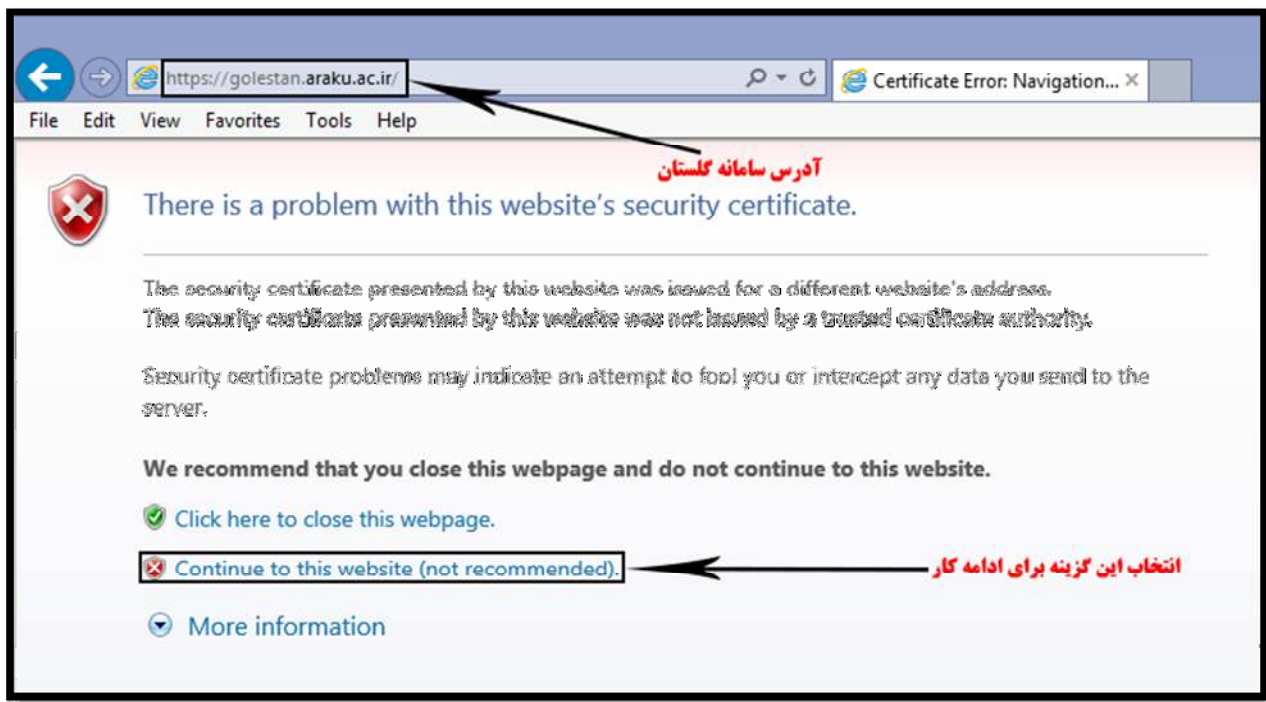 https://golestan.araku.ac.ir/
Certificate Error: Navigation...
File Edit View Favorites Tools Help
آدرس سامانه گلستان
There is a problem with this website's security certificate.
The security certificate presented by this website was issued for a different website's address.
The security certificate presented by this website was not issued by a trusted certificate authority.
Security certificate problems may indicate an attempt to fool you or intercept any data you send to the
server.
We recommend that you close this webpage and do not continue to this website.
Click here to close this webpage.
Continue to this website (not recommended).
انتخاب این گزینه برای ادامه کار
More information